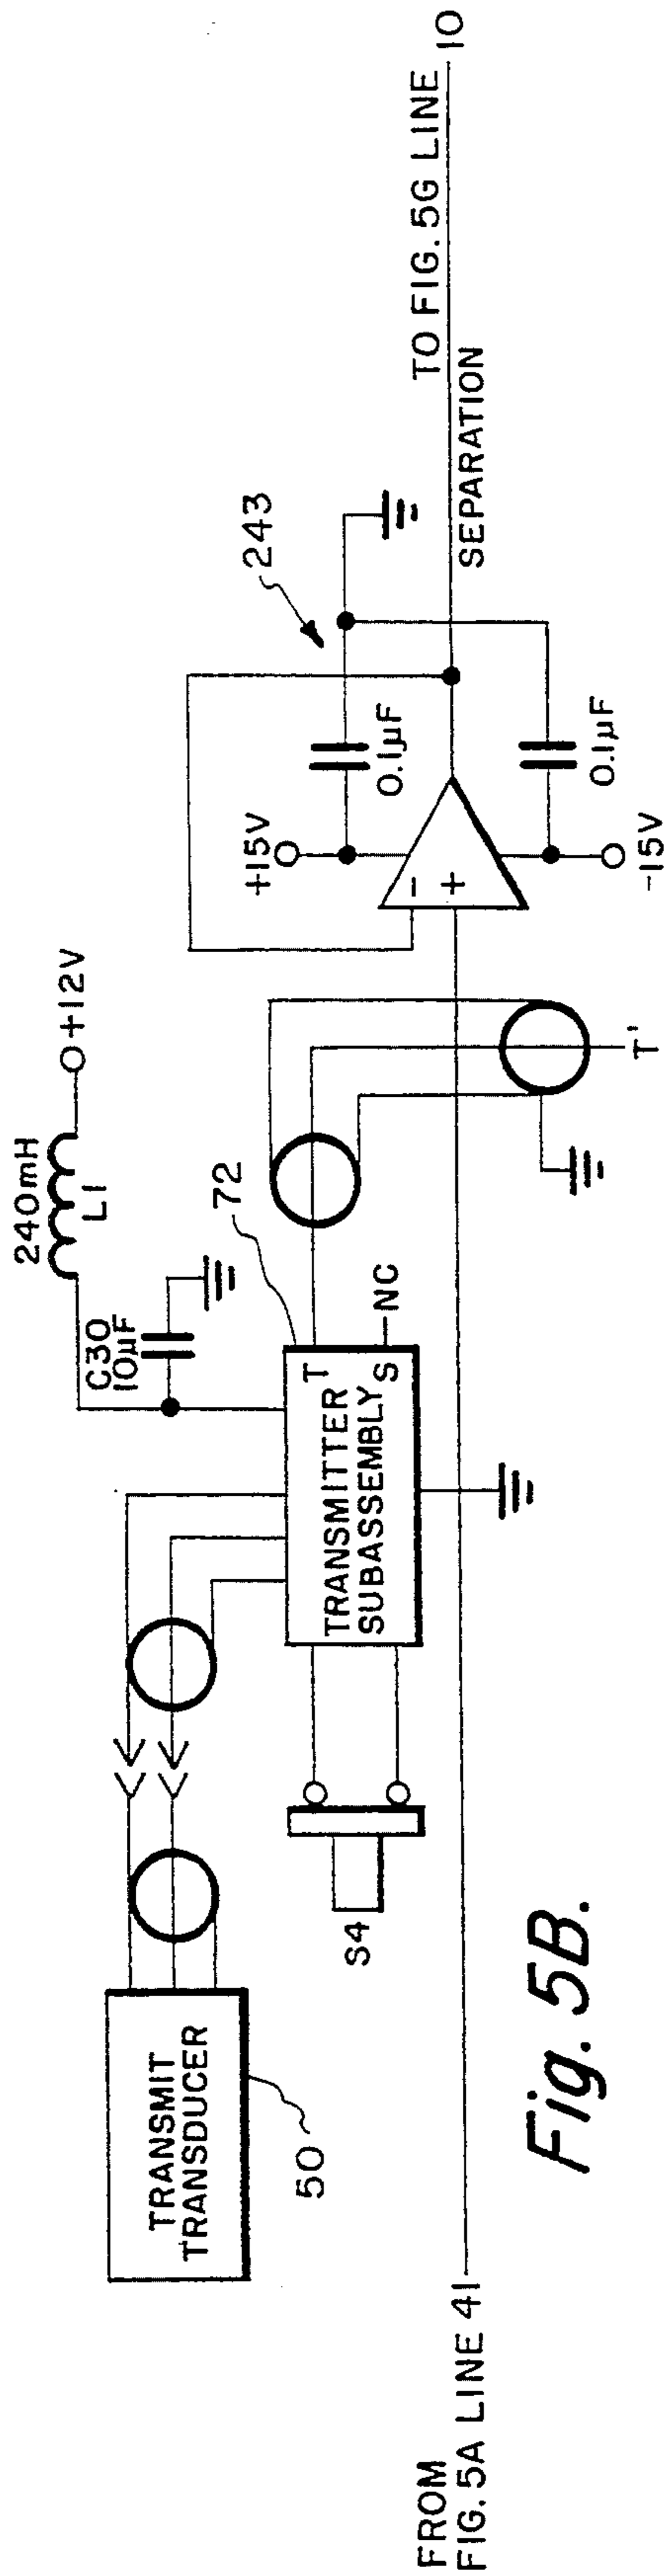 TRANSMIT
TRANSDUCER
50
240mH
L1
+12V
C30
10µF
72
TRANSMITTER
SUBASSEMBLY
T
S
NC
S4
T'
243
+15V
0.1µF
-
+
0.1µF
-15V
SEPARATION
TO FIG. 5G LINE 10
FROM
FIG. 5A LINE 41
Fig. 5B.